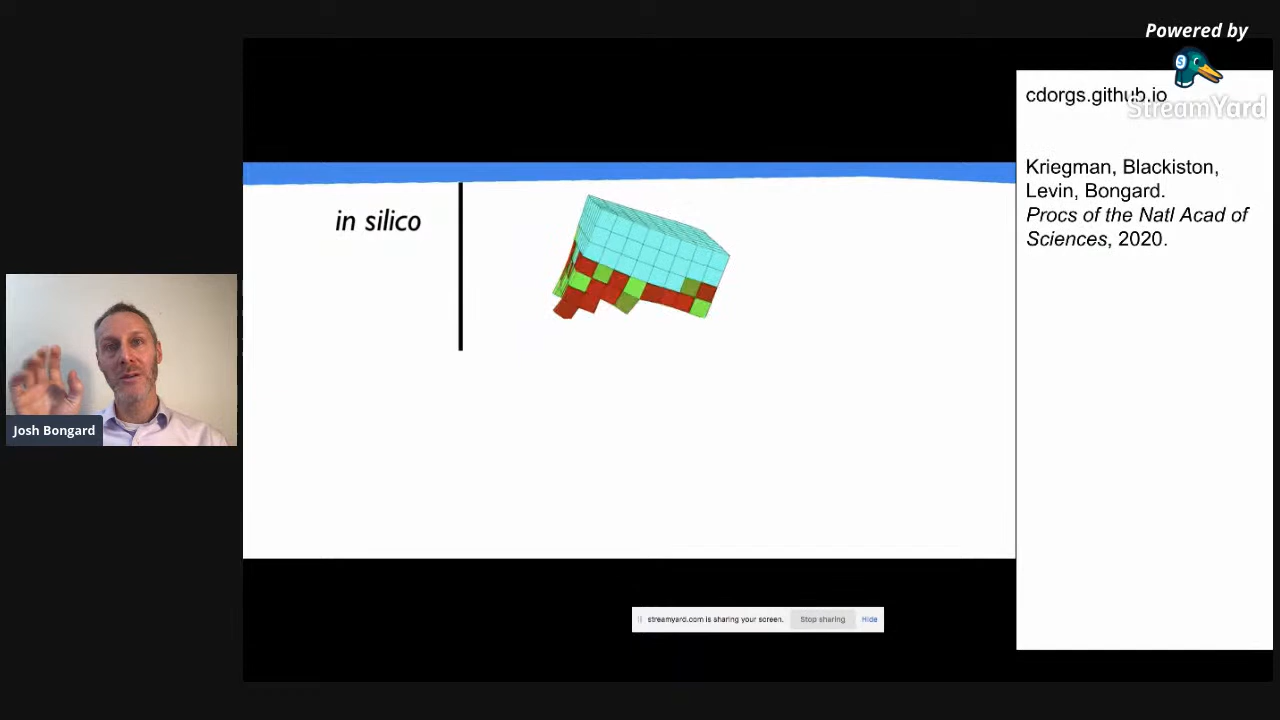 Powered by
S
StreamYard
cdorgs.github.io
Kriegman, Blackiston,
Levin, Bongard.
Procs of the Natl Acad of
Sciences, 2020.
in silico
Josh Bongard
streamyard.com is sharing your screen.
Stop sharing
Hide